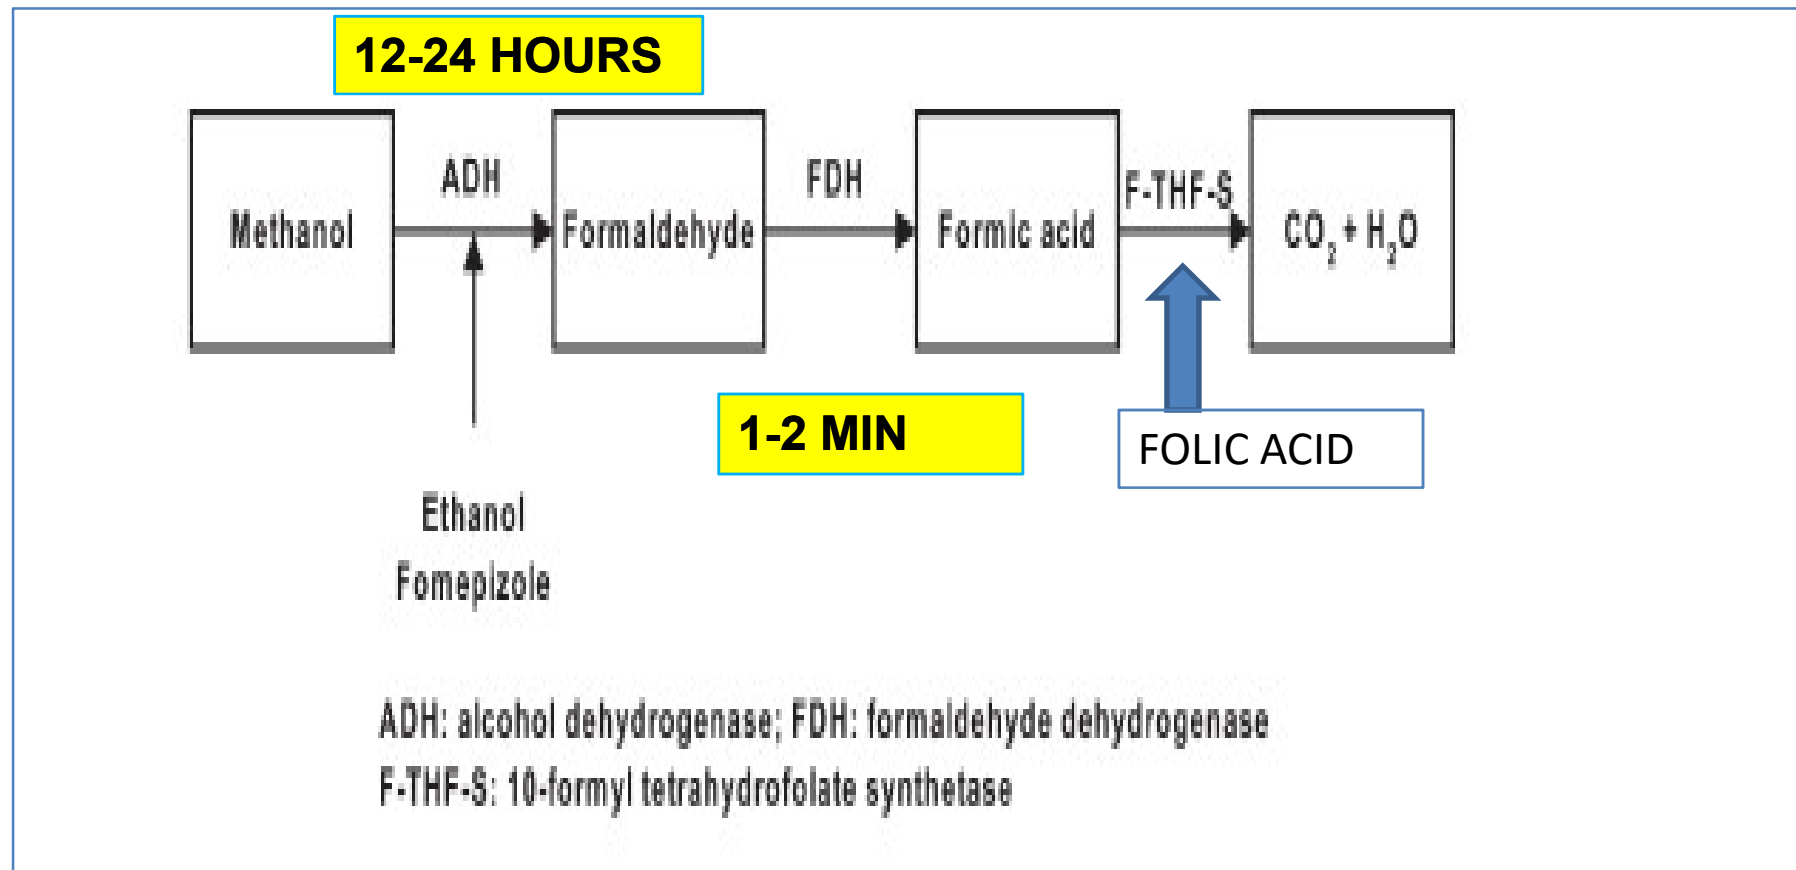 12-24 HOURS
ADH
FDH
F-THF-S
Methanol
Formaldehyde
Formic acid
CO₂ + H₂O
1-2 MIN
FOLIC ACID
Ethanol
Fomepizole
ADH: alcohol dehydrogenase; FDH: formaldehyde dehydrogenase
F-THF-S: 10-formyl tetrahydrofolate synthetase